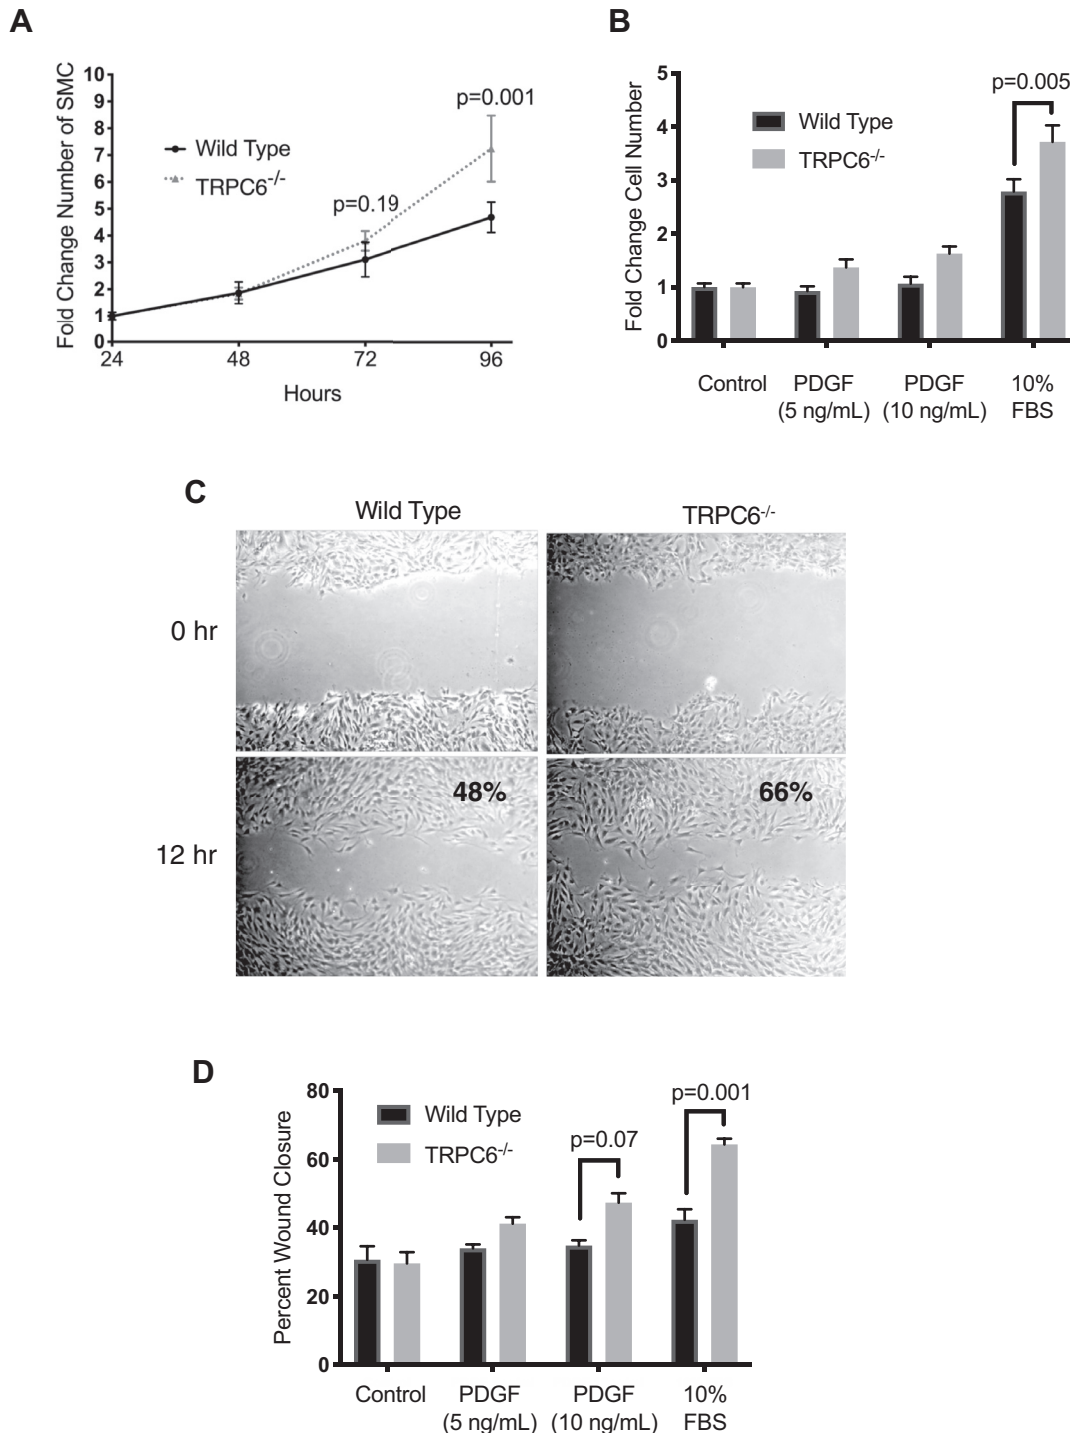 A
10
9
8
7
6
5
4
3
2
1
0
Fold Change Number of SMC
Wild Type
TRPC6-/-
p=0.19
p=0.001
24 48 72 96
Hours
B
5
4
3
2
1
0
Fold Change Cell Number
Wild Type
TRPC6-/-
p=0.005
Control PDGF PDGF 10%
(5 ng/mL) (10 ng/mL) FBS
C
Wild Type TRPC6-/-
0 hr
12 hr
48% 66%
D
80
60
40
20
0
Percent Wound Closure
Wild Type
TRPC6-/-
p=0.07
p=0.001
Control PDGF PDGF 10%
(5 ng/mL) (10 ng/mL) FBS